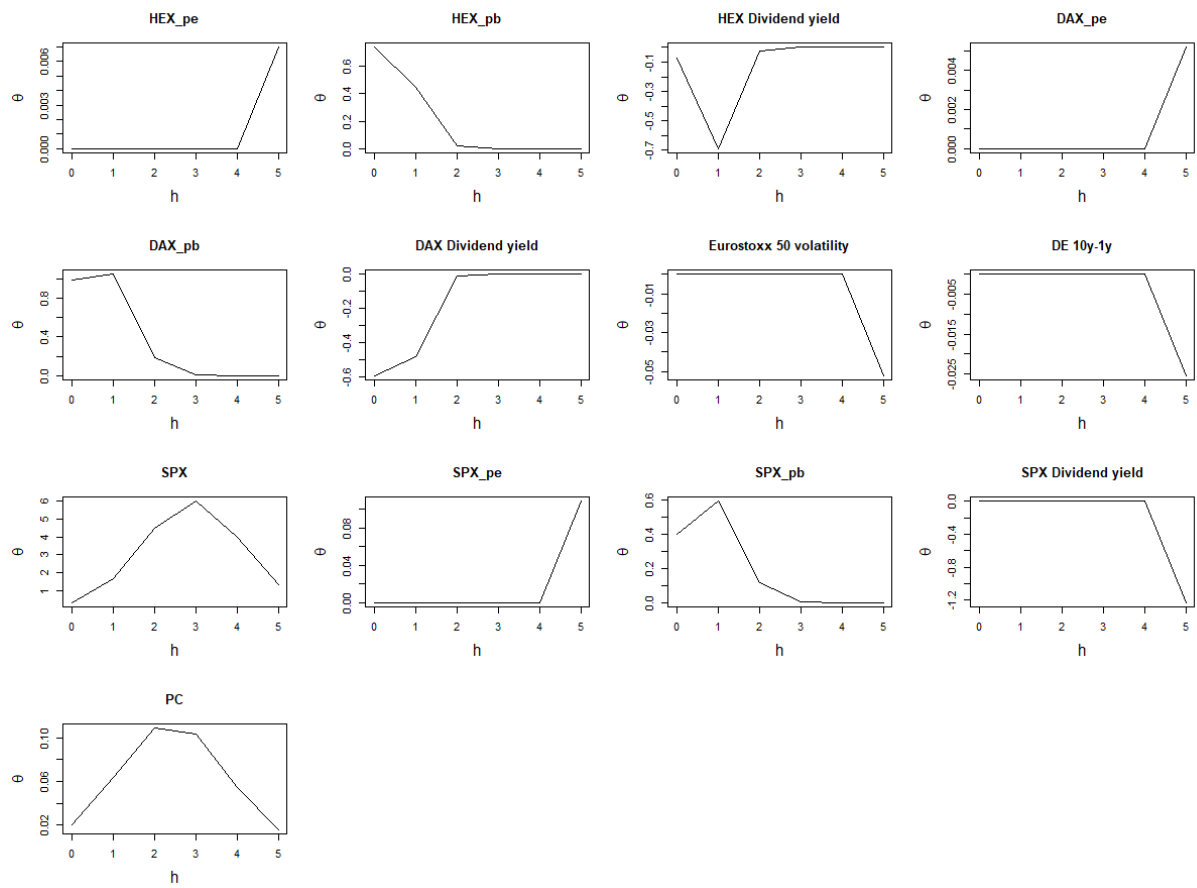 HEX_pe
HEX_pb
HEX Dividend yield
DAX_pe
θ
0.000 0.003 0.006
0 1 2 3 4 5
h
θ
0.0 0.2 0.4 0.6
0 1 2 3 4 5
h
θ
-0.7 -0.5 -0.3 -0.1
0 1 2 3 4 5
h
θ
0.000 0.002 0.004
0 1 2 3 4 5
h
DAX_pb
DAX Dividend yield
Eurostoxx 50 volatility
DE 10y-1y
θ
0.0 0.4 0.8
0 1 2 3 4 5
h
θ
-0.6 -0.4 -0.2 0.0
0 1 2 3 4 5
h
θ
-0.05 -0.03 -0.01
0 1 2 3 4 5
h
θ
-0.025 -0.015 -0.005
0 1 2 3 4 5
h
SPX
SPX_pe
SPX_pb
SPX Dividend yield
θ
1 2 3 4 5 6
0 1 2 3 4 5
h
θ
0.00 0.04 0.08
0 1 2 3 4 5
h
θ
0.0 0.2 0.4 0.6
0 1 2 3 4 5
h
θ
-1.2 -0.8 -0.4 0.0
0 1 2 3 4 5
h
PC
θ
0.02 0.06 0.10
0 1 2 3 4 5
h